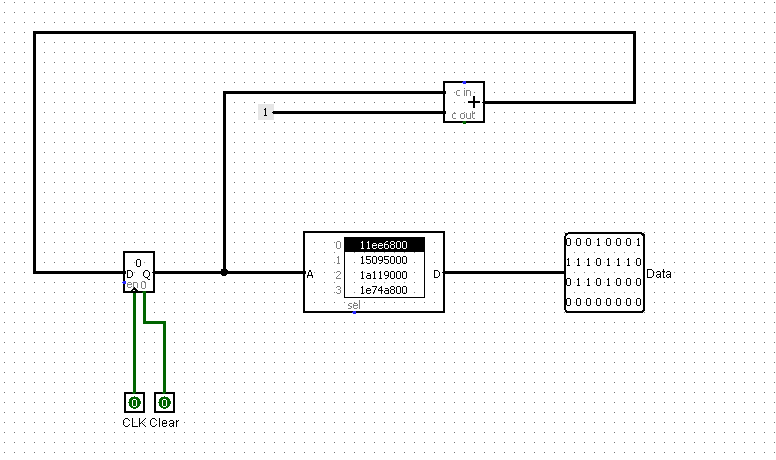 c in
+
1
c out
0
D Q
en 0
CLK Clear
0 0
A
0 11ee6800
1 15095000
2 1a119000
3 1e74a800
D
sel
0 0 0 1 0 0 0 1
1 1 1 0 1 1 1 0
0 1 1 0 1 0 0 0
0 0 0 0 0 0 0 0
Data